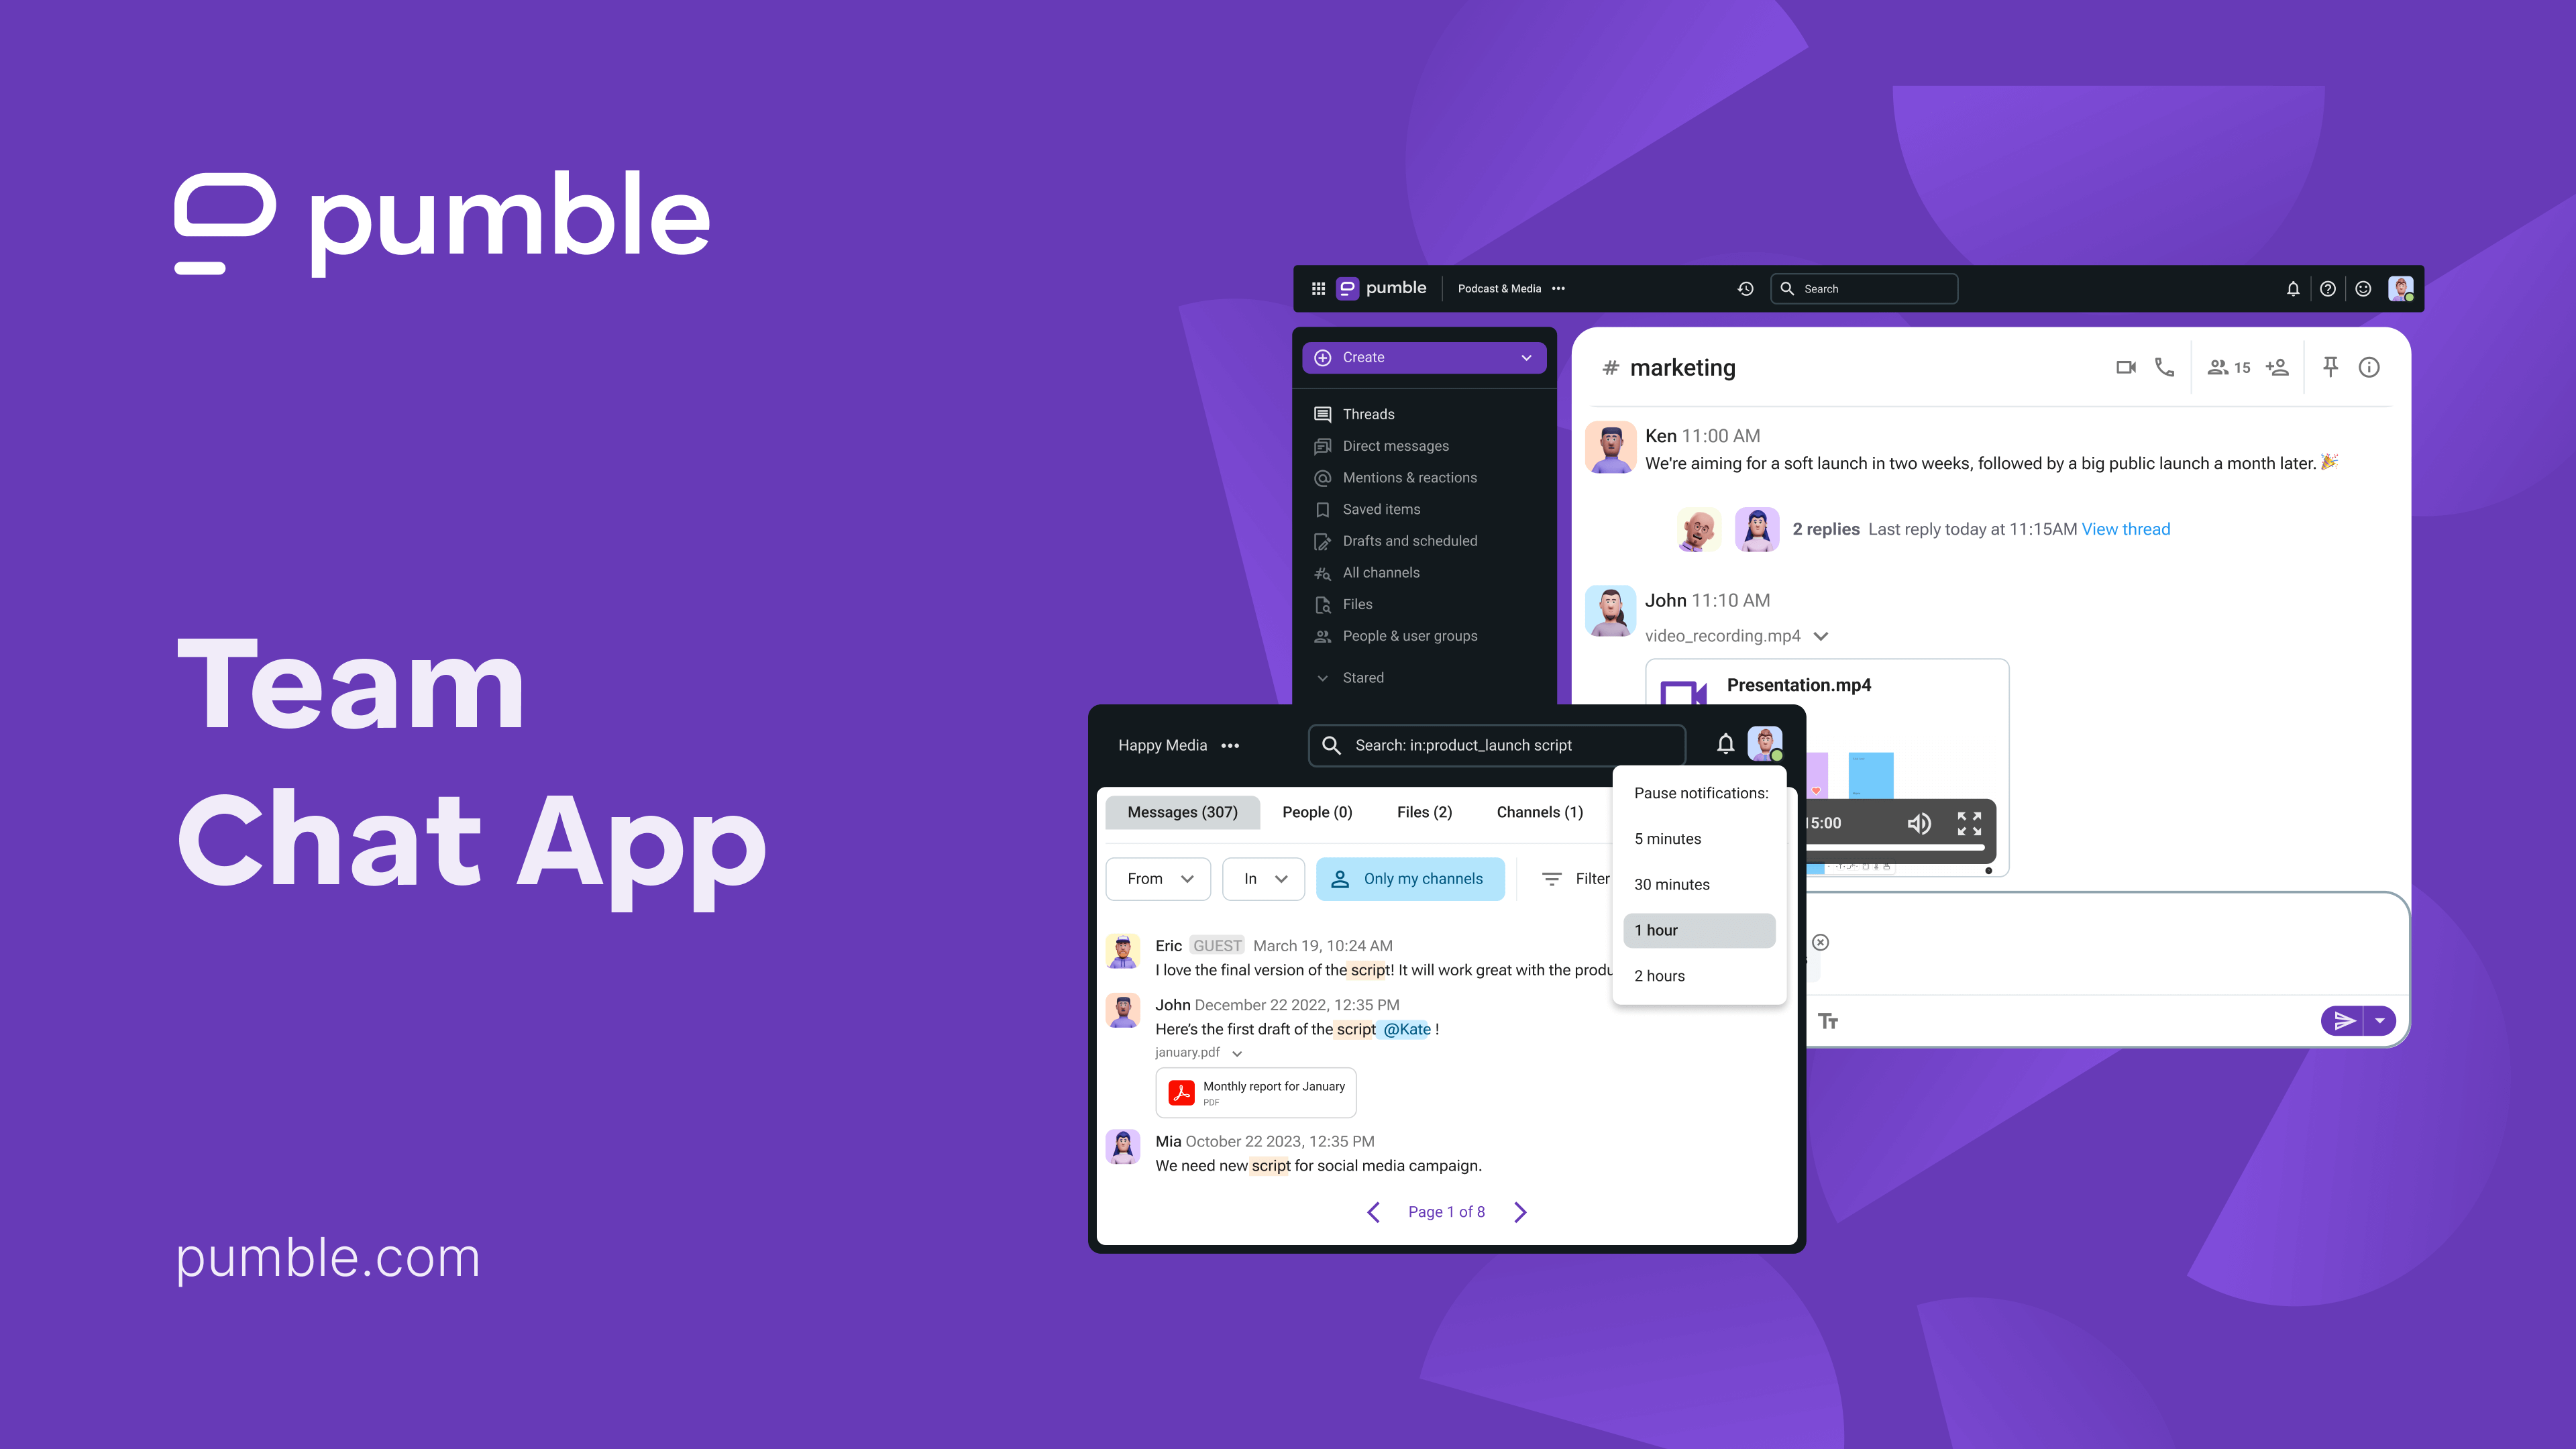 pumble
Team
Chat App
pumble.com
pumble
Podcast & Media
Search
Create
Threads
Direct messages
Mentions & reactions
Saved items
Drafts and scheduled
All channels
Files
People & user groups
Stared
# marketing
15
Ken 11:00 AM
We're aiming for a soft launch in two weeks, followed by a big public launch a month later. 🎉
2 replies Last reply today at 11:15AM View thread
John 11:10 AM
video_recording.mp4
Presentation.mp4
15:00
Tт
Happy Media
Search: in:product_launch script
Messages (307) People (0) Files (2) Channels (1)
From In Only my channels Filter
Pause notifications:
5 minutes
30 minutes
1 hour
2 hours
Eric GUEST March 19, 10:24 AM
I love the final version of the script! It will work great with the produ
John December 22 2022, 12:35 PM
Here's the first draft of the script @Kate !
january.pdf
Monthly report for January
PDF
Mia October 22 2023, 12:35 PM
We need new script for social media campaign.
Page 1 of 8